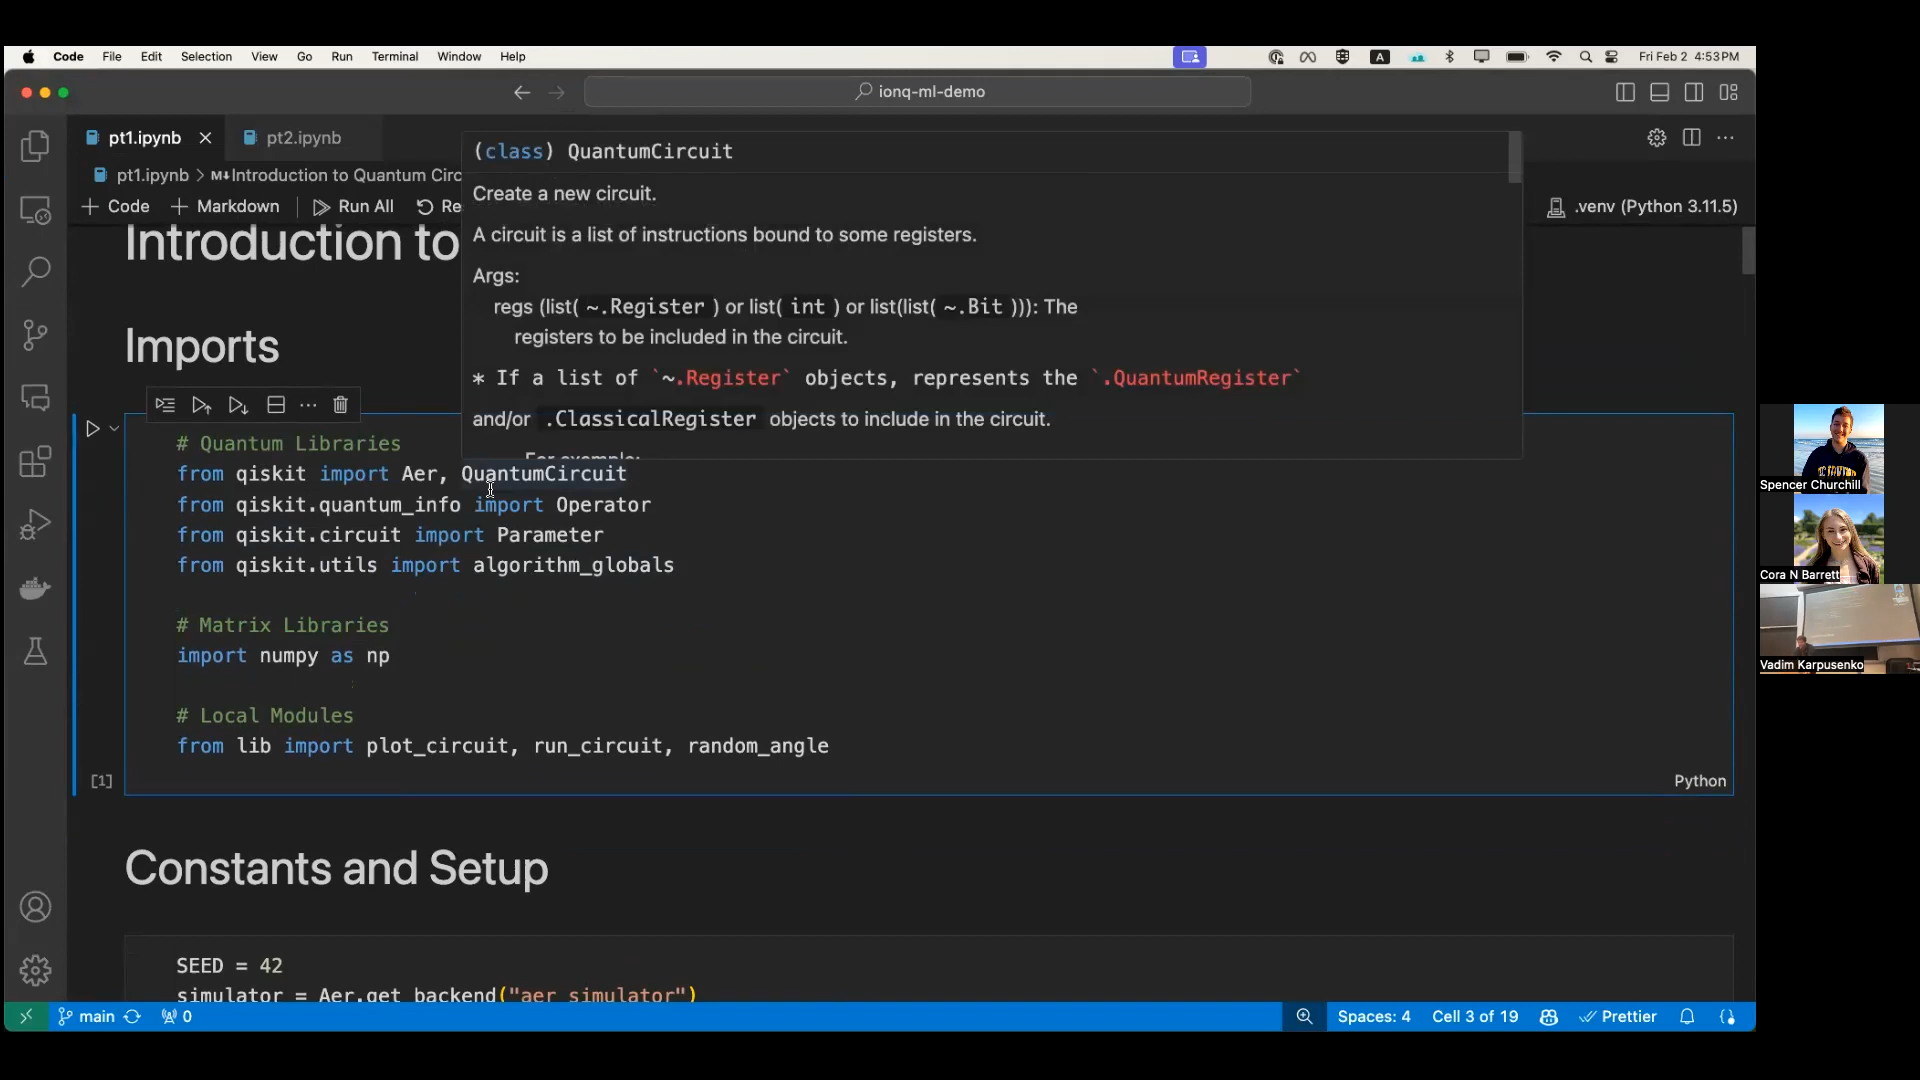 Code File Edit Selection View Go Run Terminal Window Help
A
Fri Feb 2 4:53PM
ionq-ml-demo
pt1.ipynb
pt2.ipynb
pt1.ipynb > M↓Introduction to Quantum Circ
+ Code + Markdown
Run All
Re
.venv (Python 3.11.5)
(class) QuantumCircuit
Create a new circuit.
A circuit is a list of instructions bound to some registers.
Args:
regs (list( ~.Register ) or list( int ) or list(list( ~.Bit ))): The
registers to be included in the circuit.
* If a list of `~.Register` objects, represents the `.QuantumRegister`
and/or .ClassicalRegister objects to include in the circuit.
For example:
Introduction to
Imports
# Quantum Libraries
from qiskit import Aer, QuantumCircuit
from qiskit.quantum_info import Operator
from qiskit.circuit import Parameter
from qiskit.utils import algorithm_globals
# Matrix Libraries
import numpy as np
# Local Modules
from lib import plot_circuit, run_circuit, random_angle
[1]
Python
Constants and Setup
SEED = 42
simulator = Aer.get_backend("aer_simulator")
main
0
Spaces: 4
Cell 3 of 19
Prettier
Spencer Churchill
Cora N Barrett
Vadim Karpusenko